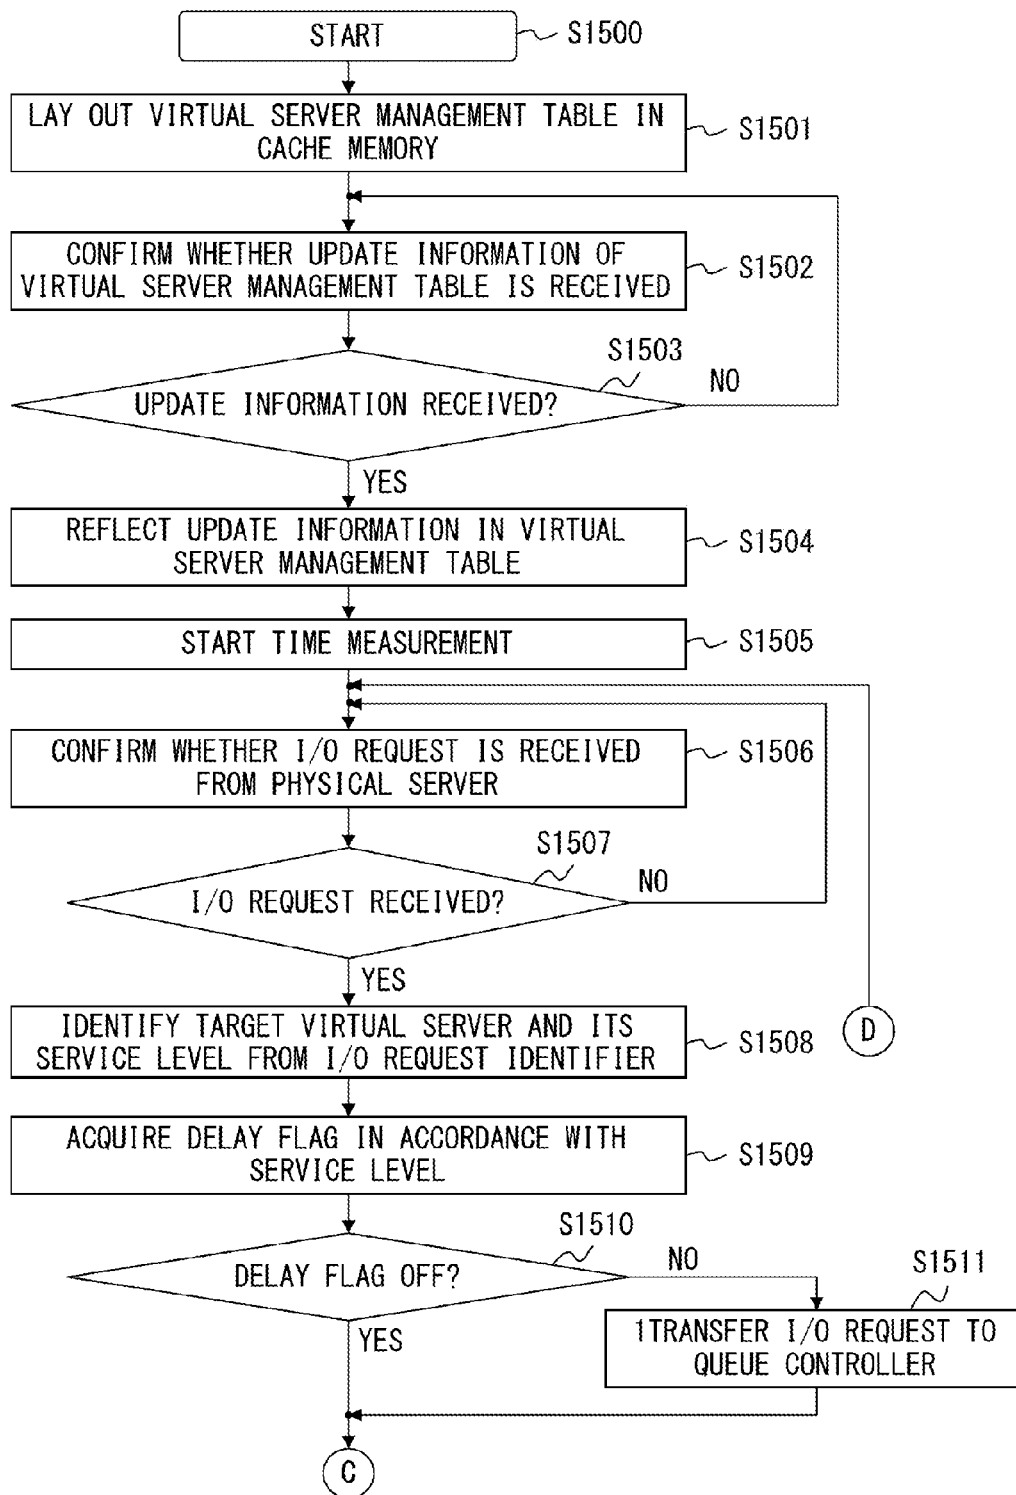 START
S1500
LAY OUT VIRTUAL SERVER MANAGEMENT TABLE IN
CACHE MEMORY
S1501
CONFIRM WHETHER UPDATE INFORMATION OF
VIRTUAL SERVER MANAGEMENT TABLE IS RECEIVED
S1502
S1503
UPDATE INFORMATION RECEIVED?
NO
YES
REFLECT UPDATE INFORMATION IN VIRTUAL
SERVER MANAGEMENT TABLE
S1504
START TIME MEASUREMENT
S1505
CONFIRM WHETHER I/O REQUEST IS RECEIVED
FROM PHYSICAL SERVER
S1506
S1507
I/O REQUEST RECEIVED?
NO
YES
IDENTIFY TARGET VIRTUAL SERVER AND ITS
SERVICE LEVEL FROM I/O REQUEST IDENTIFIER
S1508
D
ACQUIRE DELAY FLAG IN ACCORDANCE WITH
SERVICE LEVEL
S1509
S1510
DELAY FLAG OFF?
NO
S1511
YES
1TRANSFER I/O REQUEST TO
QUEUE CONTROLLER
C